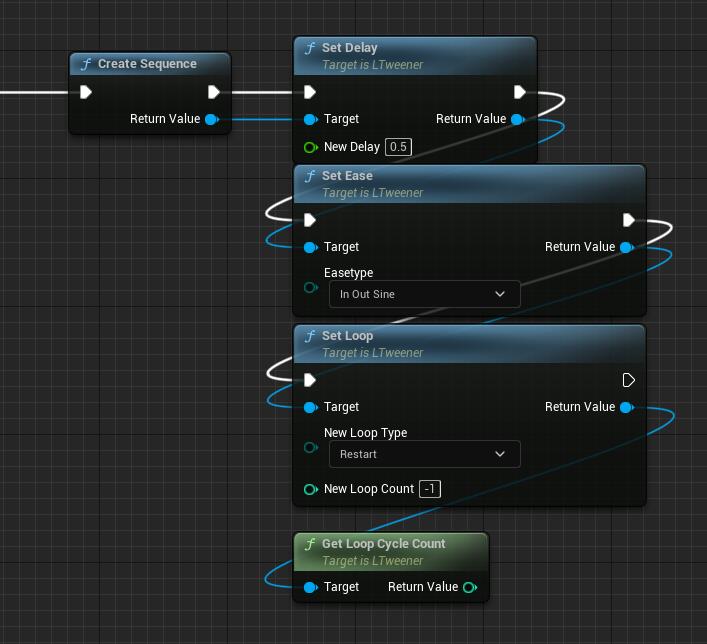 Create Sequence
Return Value
Set Delay
Target is LTweener
Target
Return Value
New Delay 0.5
Set Ease
Target is LTweener
Target
Return Value
Easetype
In Out Sine
Set Loop
Target is LTweener
Target
Return Value
New Loop Type
Restart
New Loop Count -1
Get Loop Cycle Count
Target is LTweener
Target
Return Value